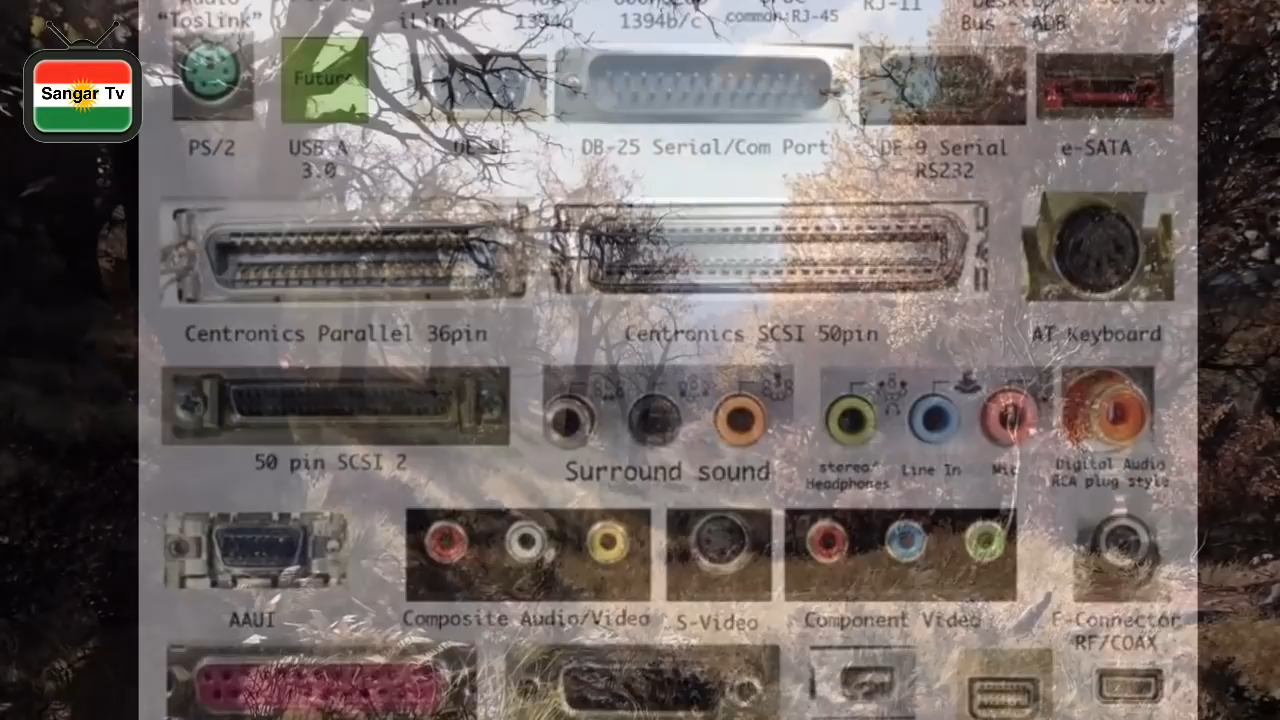 Audio
"Toslink"
iLink
1394a
1394b/c
common:RJ-45
RJ-11
Bus - ADB
Serial
Sangar Tv
Future
PS/2
USB A
3.0
DB-25 Serial/Com Port
DE-9 Serial
RS232
e-SATA
Centronics Parallel 36pin
Centronics SCSI 50pin
AT Keyboard
50 pin SCSI 2
Surround sound
stereo/
Headphones
Line In
Mic
Digital Audio
RCA plug style
AAUI
Composite Audio/Video
S-Video
Component Video
F-Connector
RF/COAX